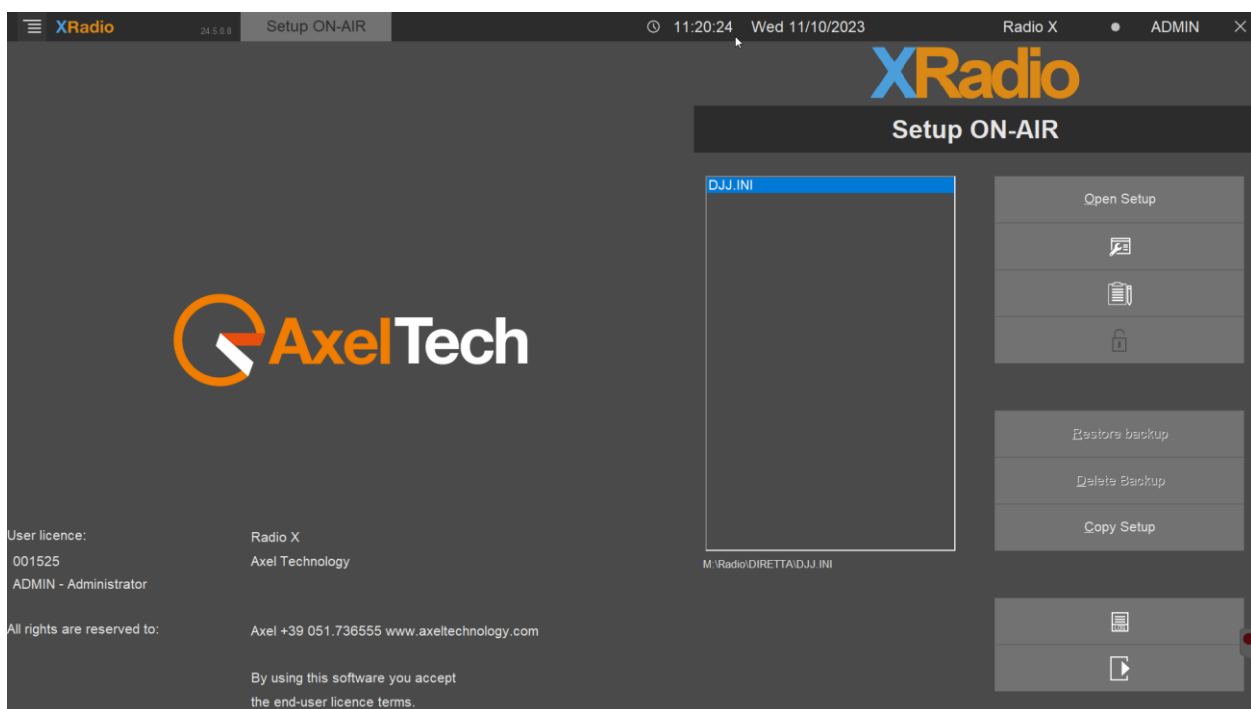 XRadio 24.5.0.0 Setup ON-AIR 11:20:24 Wed 11/10/2023 Radio X ADMIN
XRadio
Setup ON-AIR
DJJ.INI
Open Setup
AxelTech
Restore backup
Delete Backup
Copy Setup
M:\Radio\DIRETTA\DJJ.INI
User licence: Radio X
001525 Axel Technology
ADMIN - Administrator
All rights are reserved to: Axel +39 051.736555 www.axeltechnology.com
By using this software you accept
the end-user licence terms.